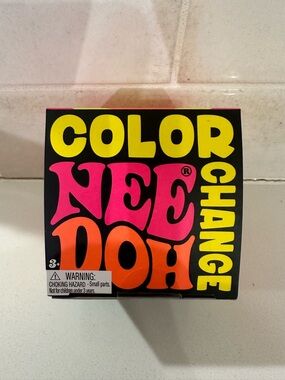 COLOR
NEE®
DOH
CHANGE
3+
⚠ WARNING:
CHOKING HAZARD - Small parts.
Not for children under 3 years.